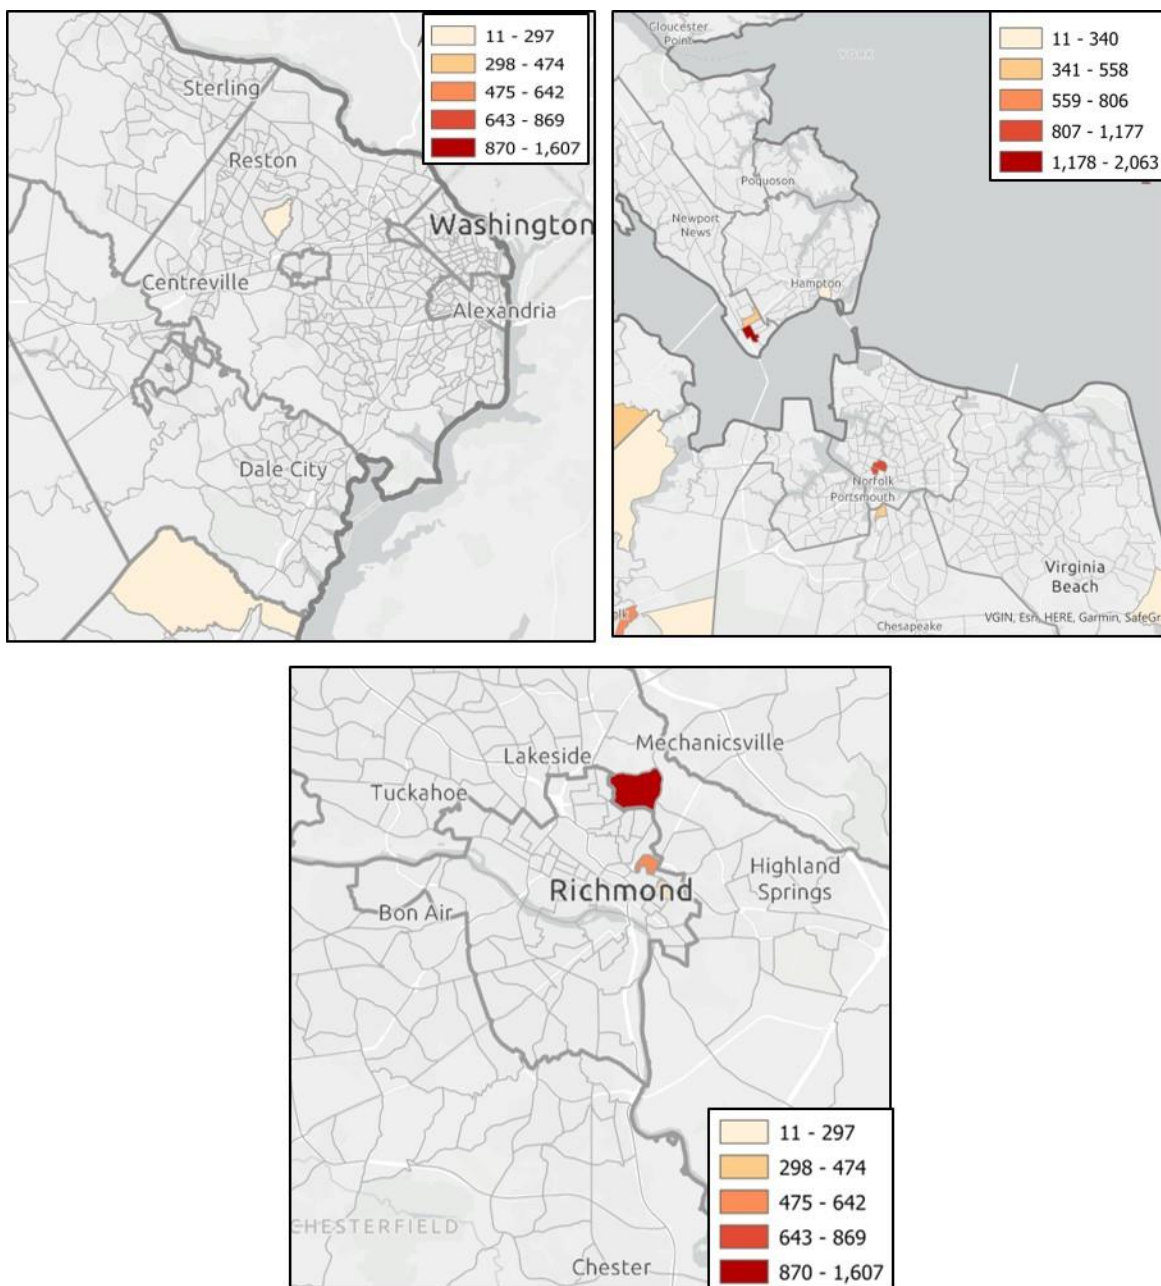 11 - 297
298 - 474
475 - 642
643 - 869
870 - 1,607
Sterling
Reston
Washington
Centreville
Alexandria
Dale City
11 - 340
341 - 558
559 - 806
807 - 1,177
1,178 - 2,063
Gloucester
Point
YORK
Poquoson
Newport
News
Hampton
Norfolk
Portsmouth
Virginia
Beach
Chesapeake
VGIN, Esri, HERE, Garmin, SafeGr
Mechanicsville
Lakeside
Tuckahoe
Highland
Springs
Richmond
Bon Air
CHESTERFIELD
Chester
11 - 297
298 - 474
475 - 642
643 - 869
870 - 1,607